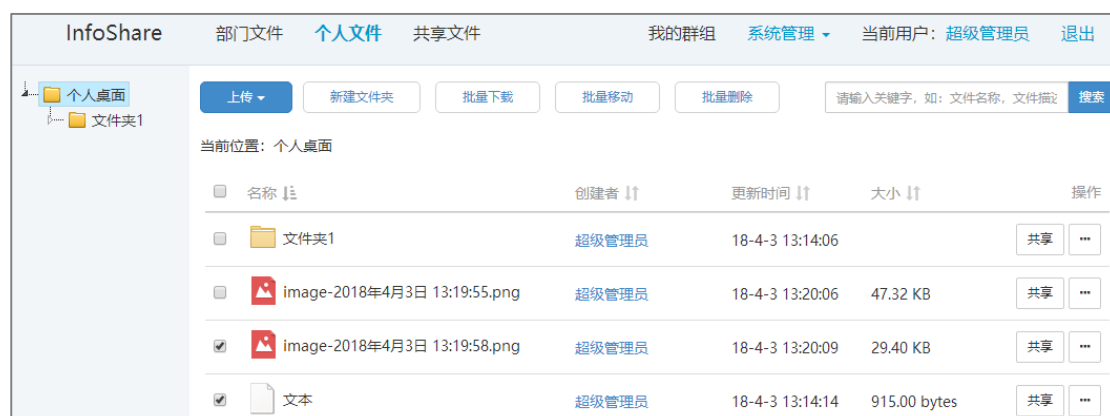 InfoShare 部门文件 个人文件 共享文件 我的群组 系统管理 当前用户：超级管理员 退出
个人桌面
文件夹1
上传 新建文件夹 批量下载 批量移动 批量删除 请输入关键字，如：文件名称，文件描述 搜索
当前位置：个人桌面
名称 创建者 更新时间 大小 操作
文件夹1 超级管理员 18-4-3 13:14:06 共享 ...
image-2018年4月3日 13:19:55.png 超级管理员 18-4-3 13:20:06 47.32 KB 共享 ...
image-2018年4月3日 13:19:58.png 超级管理员 18-4-3 13:20:09 29.40 KB 共享 ...
文本 超级管理员 18-4-3 13:14:14 915.00 bytes 共享 ...